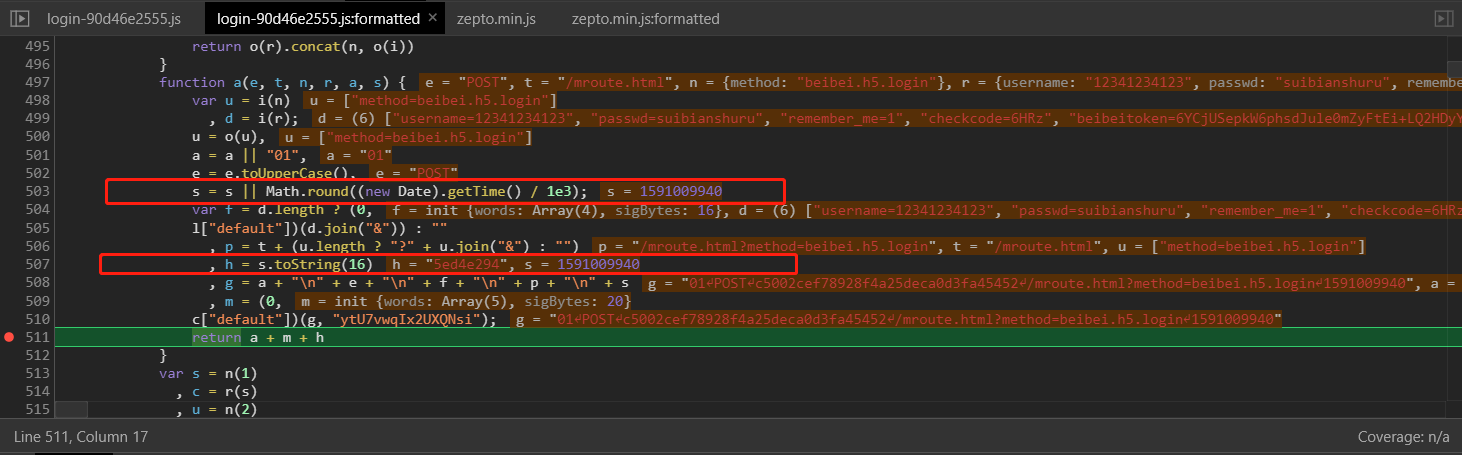 login-90d46e2555.js login-90d46e2555.js:formatted × zepto.min.js zepto.min.js:formatted
495 return o(r).concat(n, o(i))
496 }
497 function a(e, t, n, r, a, s) { e = "POST", t = "/mroute.html", n = {method: "beibei.h5.login"}, r = {username: "12341234123", passwd: "suibianshuru", remembe
498 var u = i(n) u = ["method=beibei.h5.login"]
499 , d = i(r); d = (6) ["username=12341234123", "passwd=suibianshuru", "remember_me=1", "checkcode=6HRz", "beibeitoken=6YCjUSepkW6phsdJule0mZyFtEi+LQ2HDyY
500 u = o(u), u = ["method=beibei.h5.login"]
501 a = a || "01", a = "01"
502 e = e.toUpperCase(), e = "POST"
503 s = s || Math.round((new Date).getTime() / 1e3); s = 1591009940
504 var f = d.length ? (0, f = init {words: Array(4), sigBytes: 16}, d = (6) ["username=12341234123", "passwd=suibianshuru", "remember_me=1", "checkcode=6HRz
505 l["default"])(d.join("&")) : ""
506 , p = t + (u.length ? "?" + u.join("&") : "") p = "/mroute.html?method=beibei.h5.login", t = "/mroute.html", u = ["method=beibei.h5.login"]
507 , h = s.toString(16) h = "5ed4e294", s = 1591009940
508 , g = a + "\n" + e + "\n" + f + "\n" + p + "\n" + s g = "01↵POST↵c5002cef78928f4a25deca0d3fa45452↵/mroute.html?method=beibei.h5.login↵1591009940", a =
509 , m = (0, m = init {words: Array(5), sigBytes: 20}
510 c["default"])(g, "ytU7vwqIx2UXQNsi"); g = "01↵POST↵c5002cef78928f4a25deca0d3fa45452↵/mroute.html?method=beibei.h5.login↵1591009940"
511 return a + m + h
512 }
513 var s = n(1)
514 , c = r(s)
515 , u = n(2)
Line 511, Column 17 Coverage: n/a